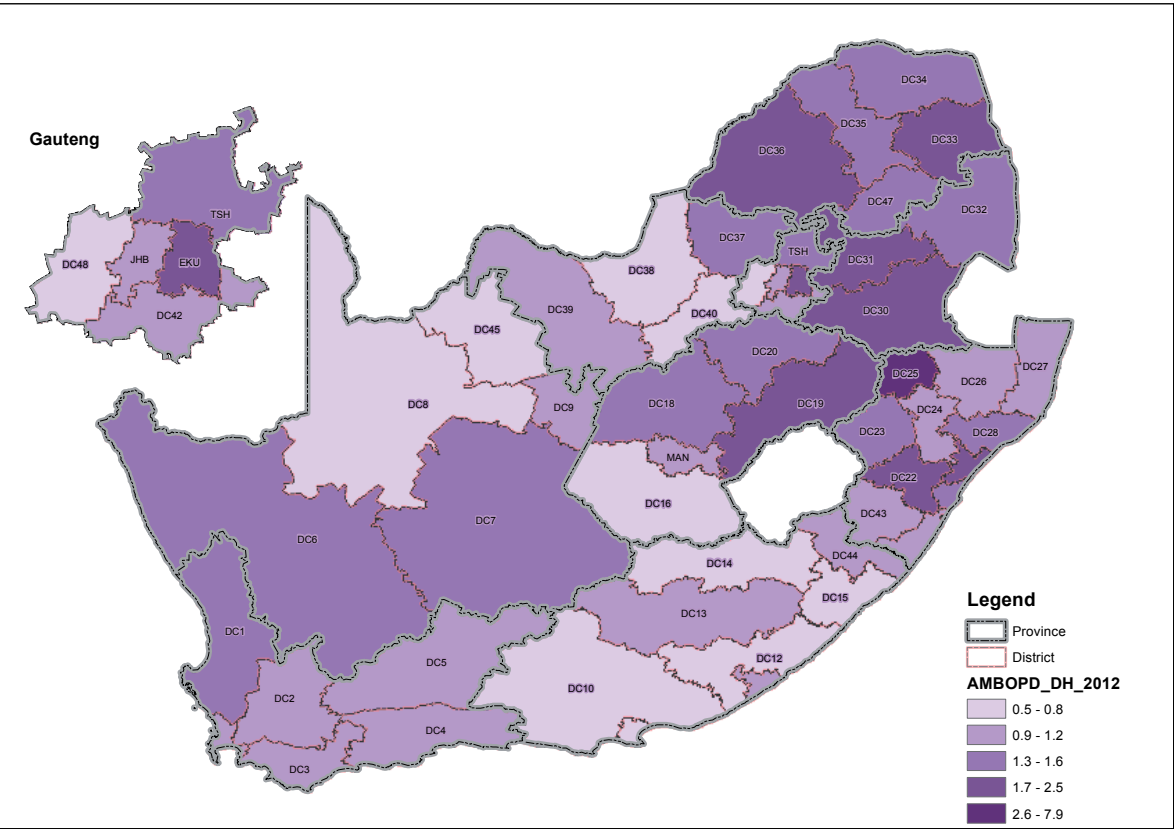 Gauteng
TSH
DC48
JHB
EKU
DC42
DC34
DC35
DC33
DC36
DC47
DC32
DC37
TSH
DC31
DC38
DC39
DC40
DC30
DC45
DC20
DC25
DC26
DC27
DC8
DC9
DC18
DC19
DC24
DC23
DC28
MAN
DC22
DC16
DC43
DC7
DC6
DC44
DC14
DC15
DC13
DC1
DC5
DC12
DC2
DC10
DC4
DC3
Legend
Province
District
AMBOPD_DH_2012
0.5 - 0.8
0.9 - 1.2
1.3 - 1.6
1.7 - 2.5
2.6 - 7.9